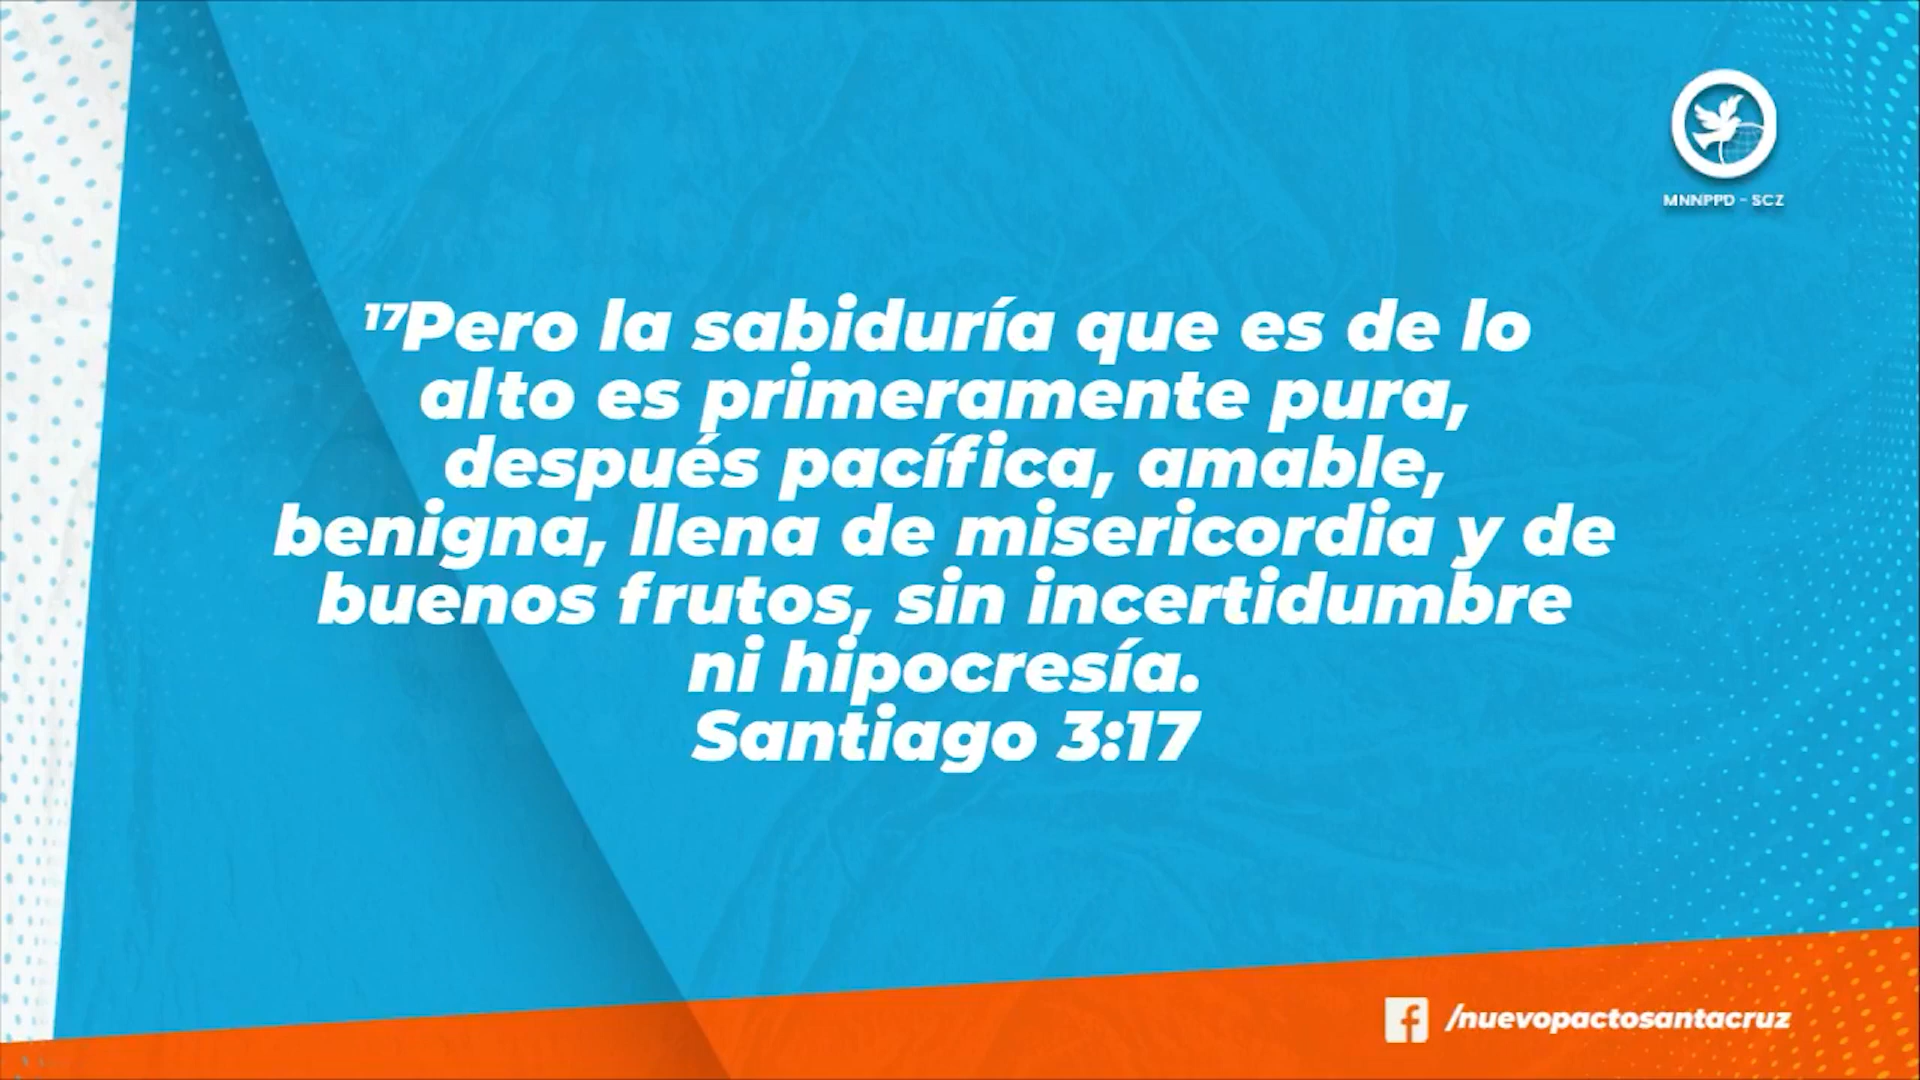 MNNPPD - SCZ
¹⁷Pero la sabiduría que es de lo
alto es primeramente pura,
después pacífica, amable,
benigna, llena de misericordia y de
buenos frutos, sin incertidumbre
ni hipocresía.
Santiago 3:17
/nuevopactosantacruz